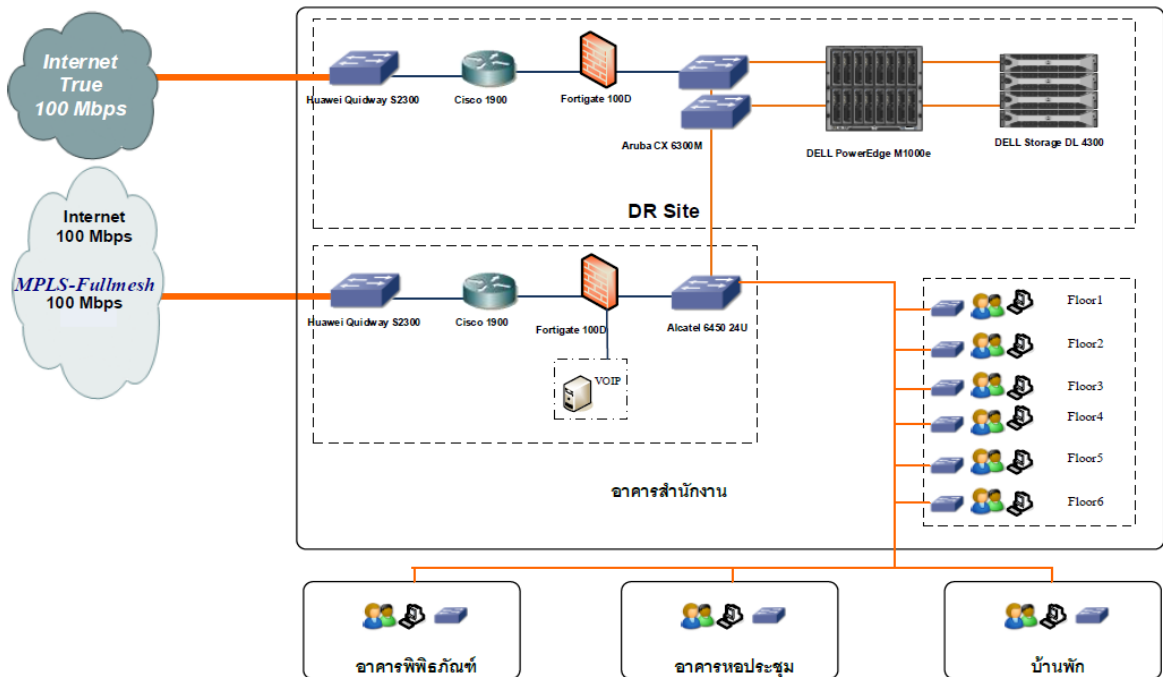 Internet
True
100 Mbps
Huawei Quidway S2300
Cisco 1900
Fortigate 100D
Aruba CX 6300M
DELL PowerEdge M1000e
DELL Storage DL 4300
DR Site
Internet
100 Mbps
MPLS-Fullmesh
100 Mbps
Huawei Quidway S2300
Cisco 1900
Fortigate 100D
Alcatel 6450 24U
VOIP
Floor1
Floor2
Floor3
Floor4
Floor5
Floor6
อาคารสำนักงาน
อาคารพิพิธภัณฑ์
อาคารหอประชุม
บ้านพัก